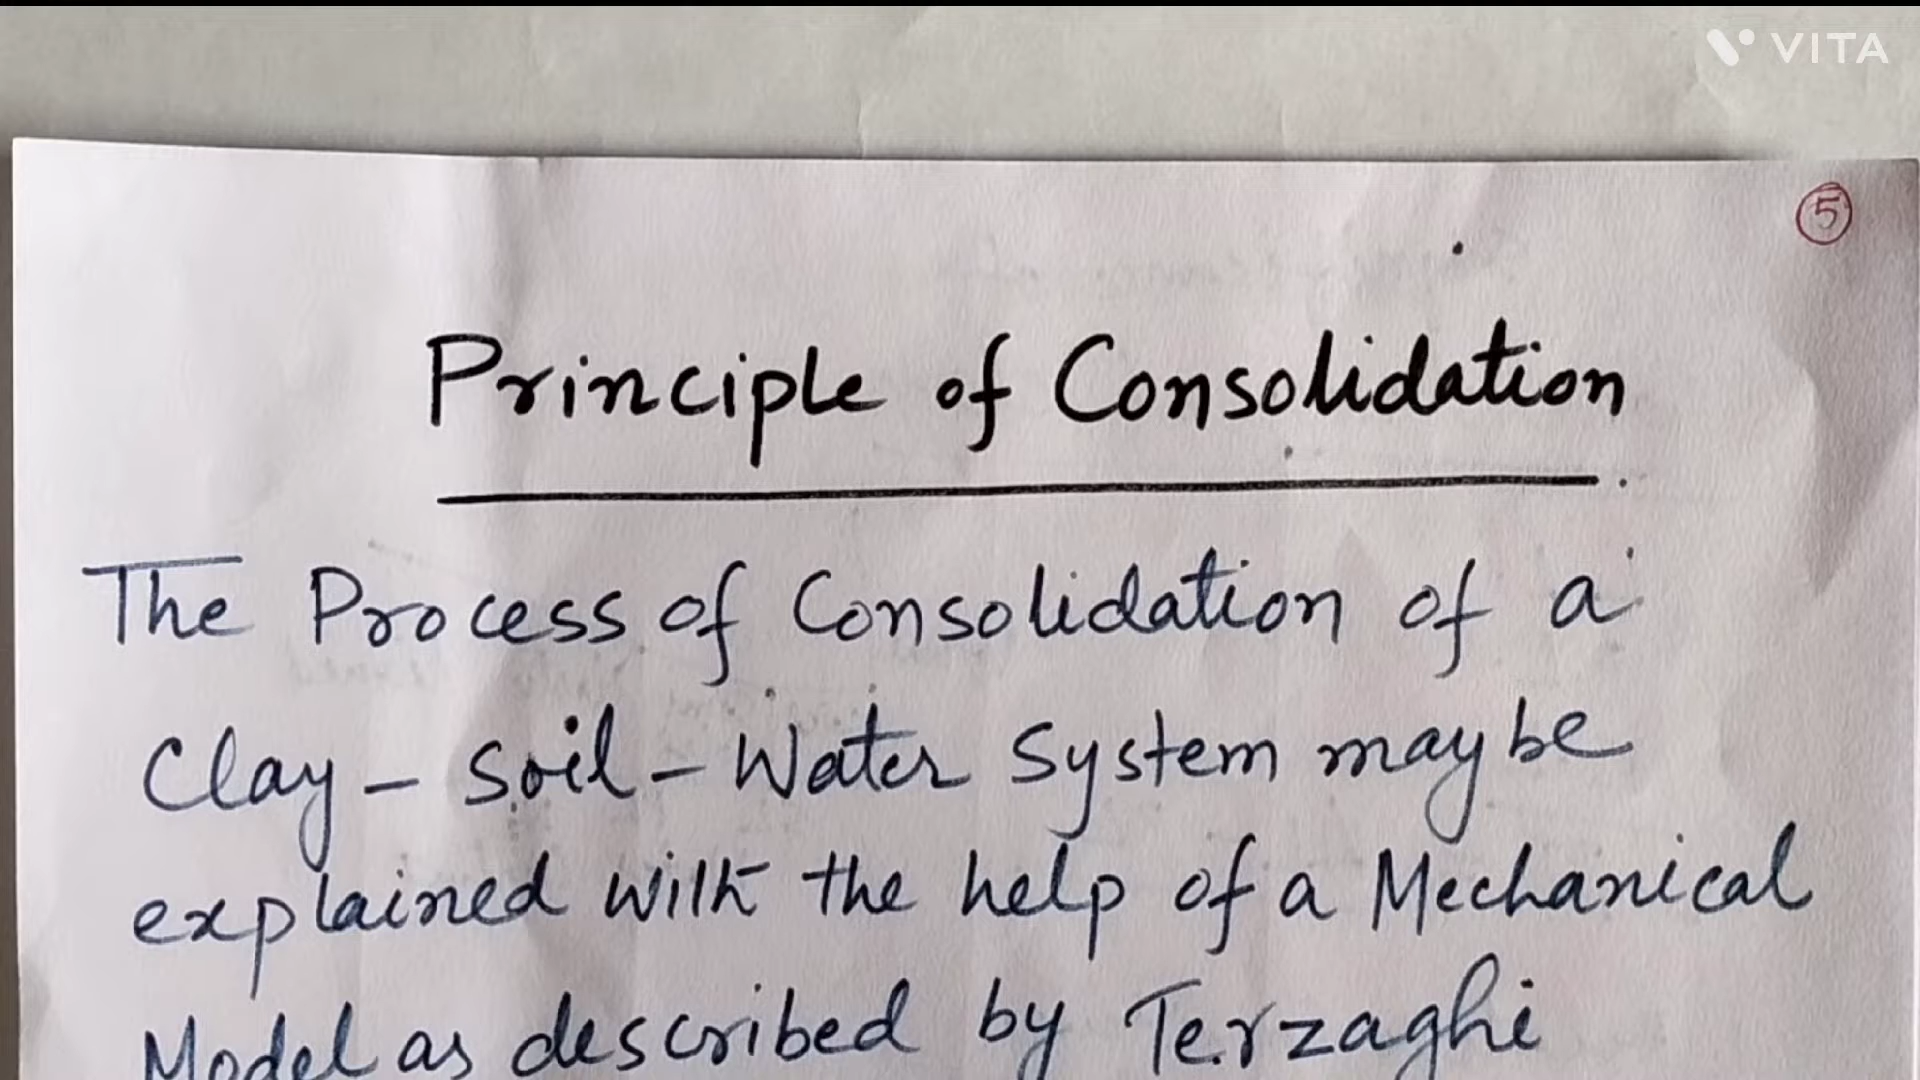 VITA
5
Principle of Consolidation
The Process of Consolidation of a
Clay - Soil - Water System may be
explained with the help of a Mechanical
Model as described by Terzaghi